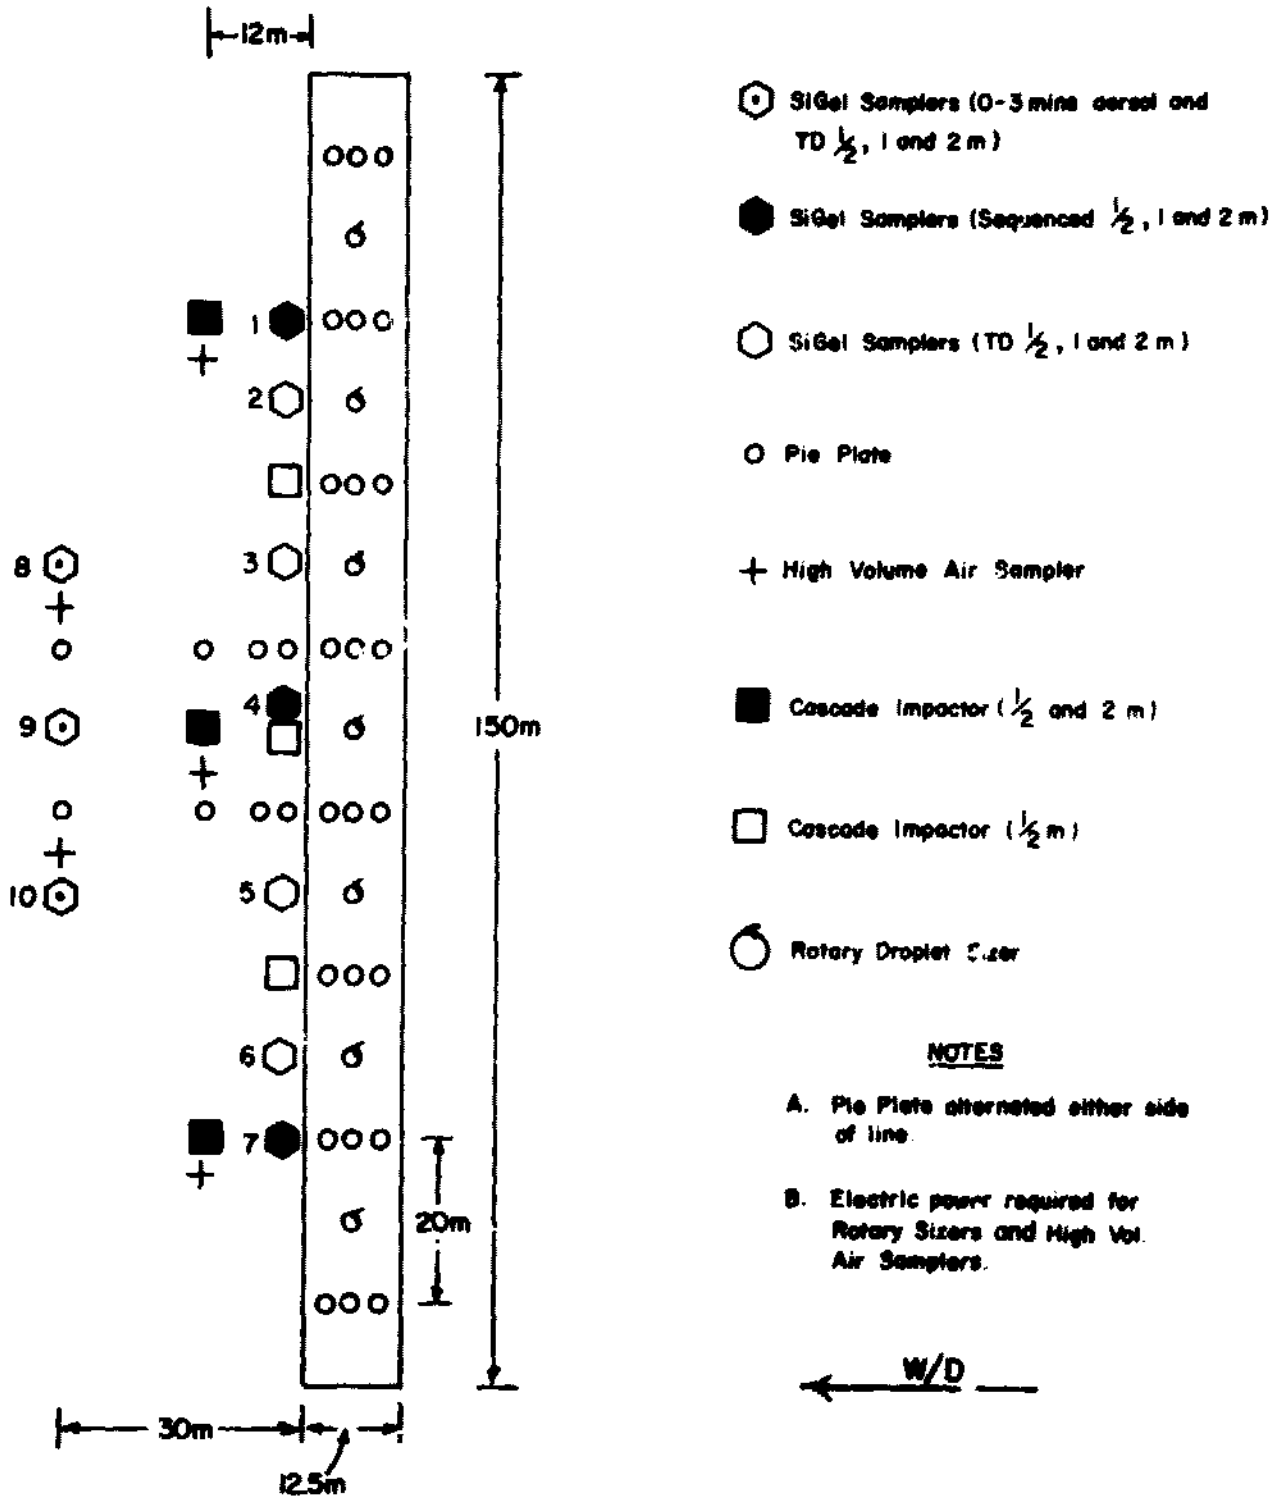 12m
SiGel Samplers (0-3 mins aersol and
TD 1/2, 1 and 2 m)
SiGel Samplers (Sequenced 1/2, 1 and 2 m)
1
2
SiGel Samplers (TD 1/2, 1 and 2 m)
Pie Plate
3
8
High Volume Air Sampler
4
9
150m
Cascade Impactor (1/2 and 2 m)
Cascade Impactor (1/2 m)
5
10
Rotary Droplet
6
7
20m
NOTES
A. Pie Plate alternated either side
of line.
B. Electric power required for
Rotary Sizers and High Vol.
Air Samplers.
W/D
30m
12.5m